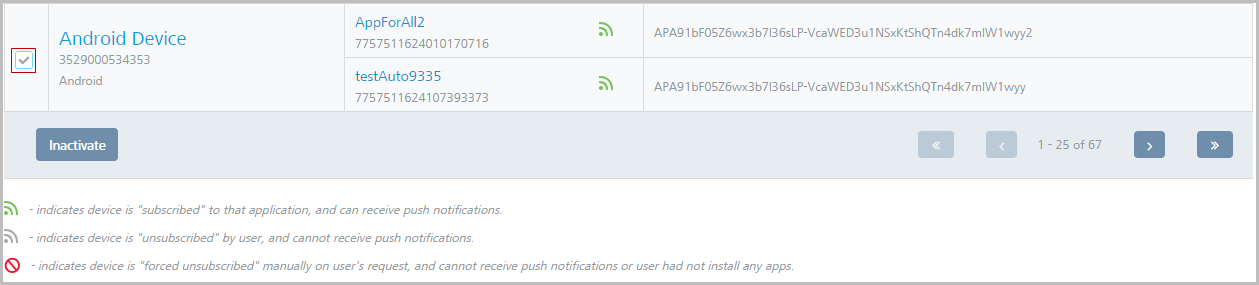 Android Device
3529000534353
Android
AppForAll2
7757511624010170716
APA91bF05Z6wx3b7l36sLP-VcaWED3u1NSxKtShQTn4dk7mlW1wyy2
testAuto9335
7757511624107393373
APA91bF05Z6wx3b7l36sLP-VcaWED3u1NSxKtShQTn4dk7mlW1wyy
Inactivate
« ‹ 1 - 25 of 67 › »
- indicates device is "subscribed" to that application, and can receive push notifications.
- indicates device is "unsubscribed" by user, and cannot receive push notifications.
- indicates device is "forced unsubscribed" manually on user's request, and cannot receive push notifications or user had not install any apps.